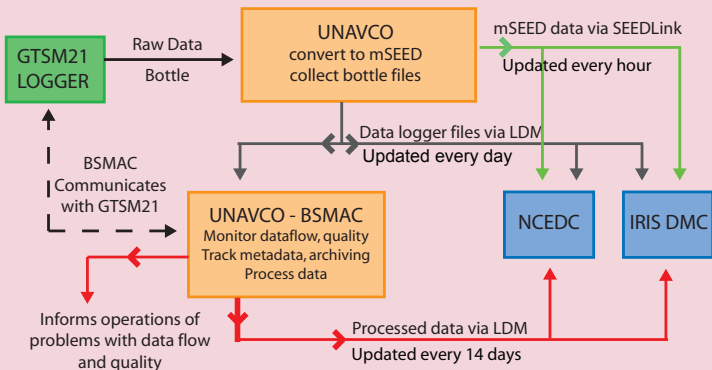 GTSM21
LOGGER
Raw Data
Bottle
UNAVCO
convert to mSEED
collect bottle files
mSEED data via SEEDLink
Updated every hour
Data logger files via LDM
Updated every day
BSMAC
Communicates
with GTSM21
UNAVCO - BSMAC
Monitor dataflow, quality
Track metadata, archiving
Process data
NCEDC
IRIS DMC
Informs operations of
problems with data flow
and quality
Processed data via LDM
Updated every 14 days